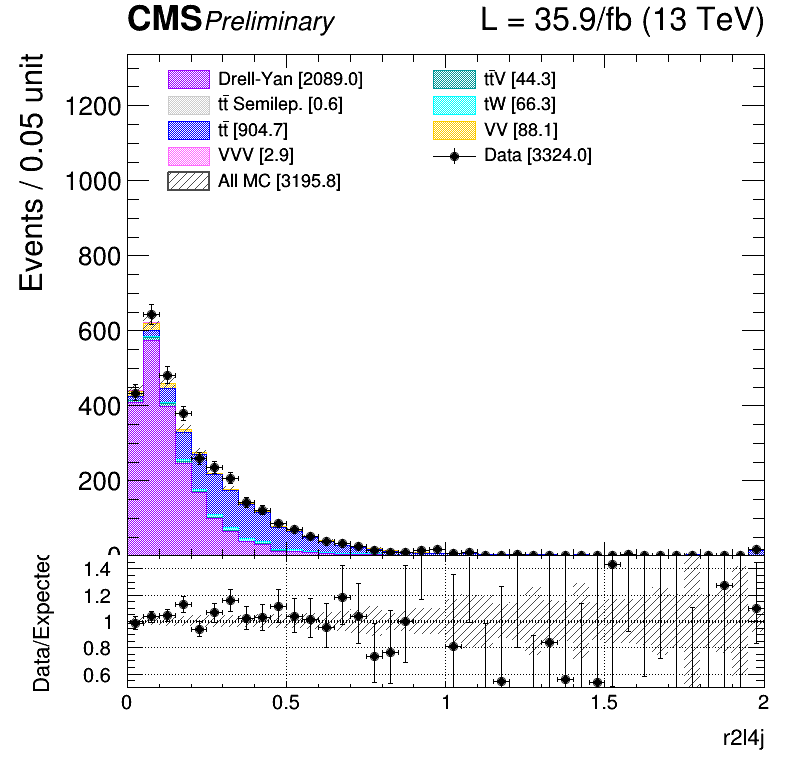 CMS Preliminary L = 35.9/fb (13 TeV)
Events / 0.05 unit
Drell-Yan [2089.0]
tt̄ Semilep. [0.6]
tt̄ [904.7]
VVV [2.9]
All MC [3195.8]
tt̄V [44.3]
tW [66.3]
VV [88.1]
Data [3324.0]
1200
1000
800
600
400
200
0
Data/Expected
1.4
1.2
1
0.8
0.6
0 0.5 1 1.5 2
r2l4j